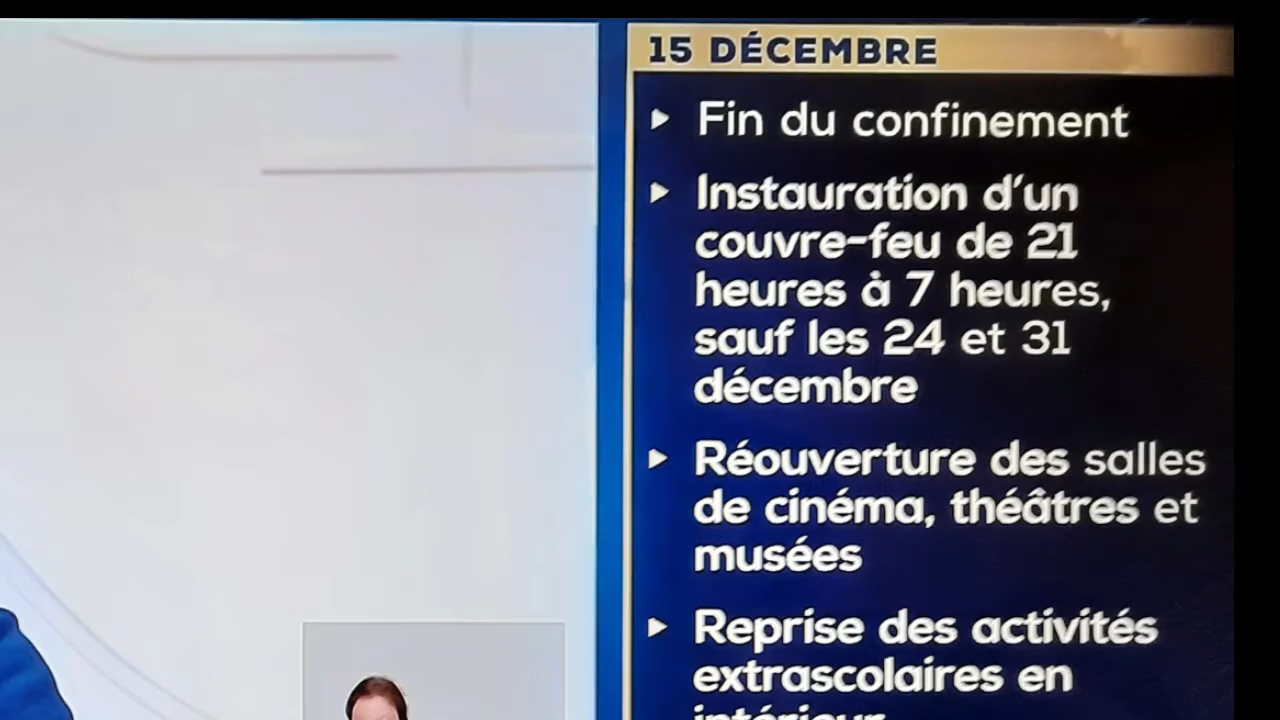 15 DÉCEMBRE
Fin du confinement
Instauration d'un
couvre-feu de 21
heures à 7 heures,
sauf les 24 et 31
décembre
Réouverture des salles
de cinéma, théâtres et
musées
Reprise des activités
extrascolaires en
intérieur